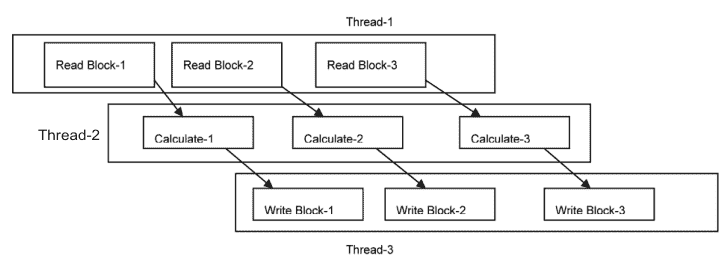 Thread-1
Read Block-1
Read Block-2
Read Block-3
Thread-2
Calculate-1
Calculate-2
Calculate-3
Write Block-1
Write Block-2
Write Block-3
Thread-3